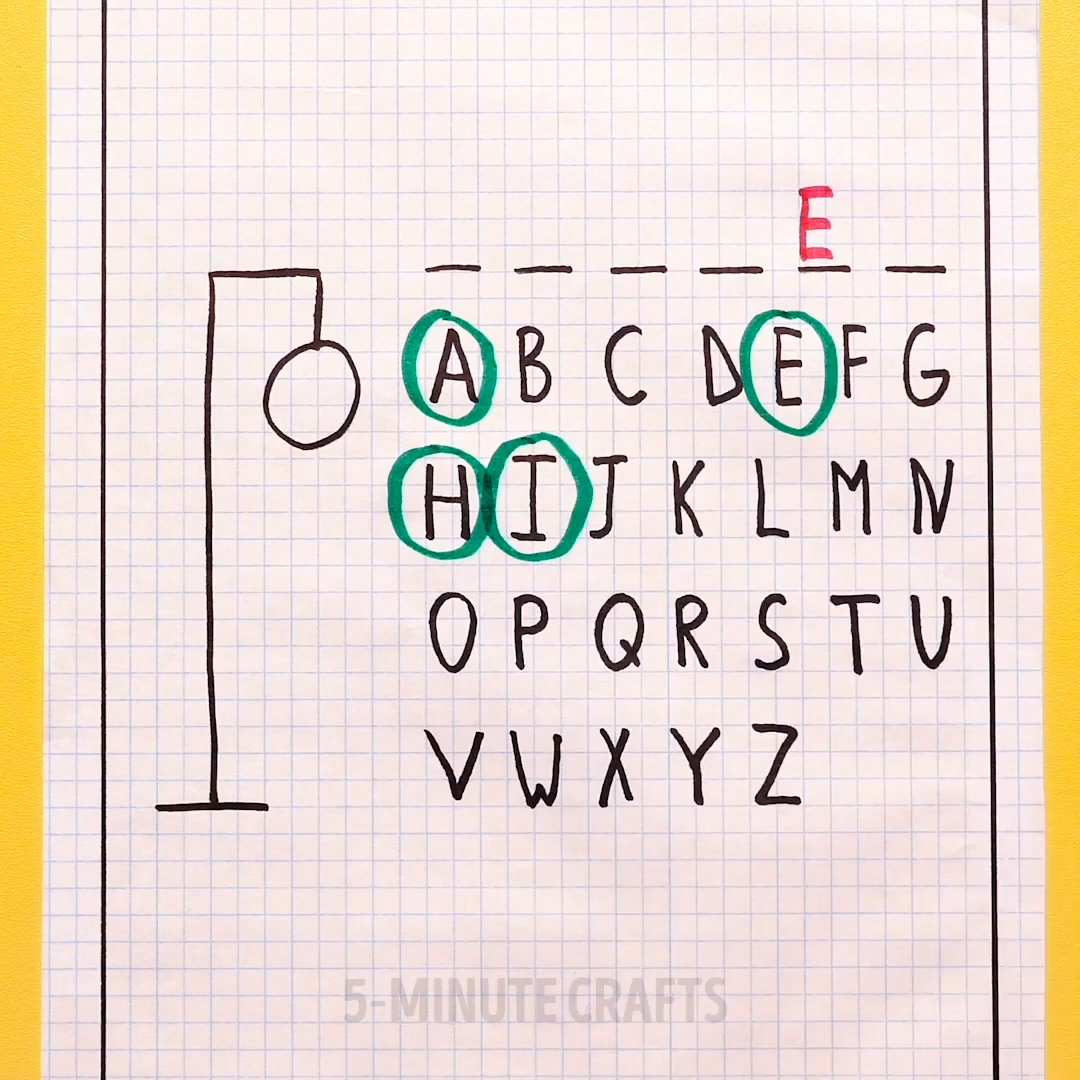 E
A B C D E F G
H I J K L M N
O P Q R S T U
V W X Y Z
5-MINUTE CRAFTS